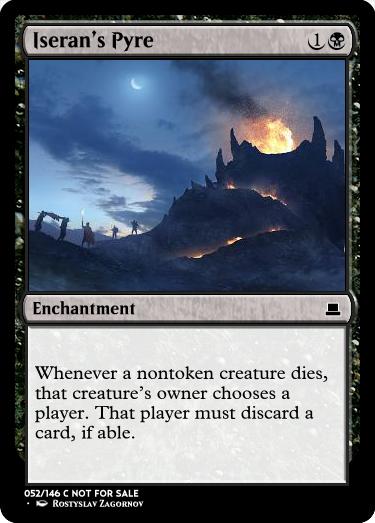 Iseran's Pyre
1
Enchantment
Whenever a nontoken creature dies,
that creature's owner chooses a
player. That player must discard a
card, if able.
052/146 C NOT FOR SALE
· Rostyslav Zagornov